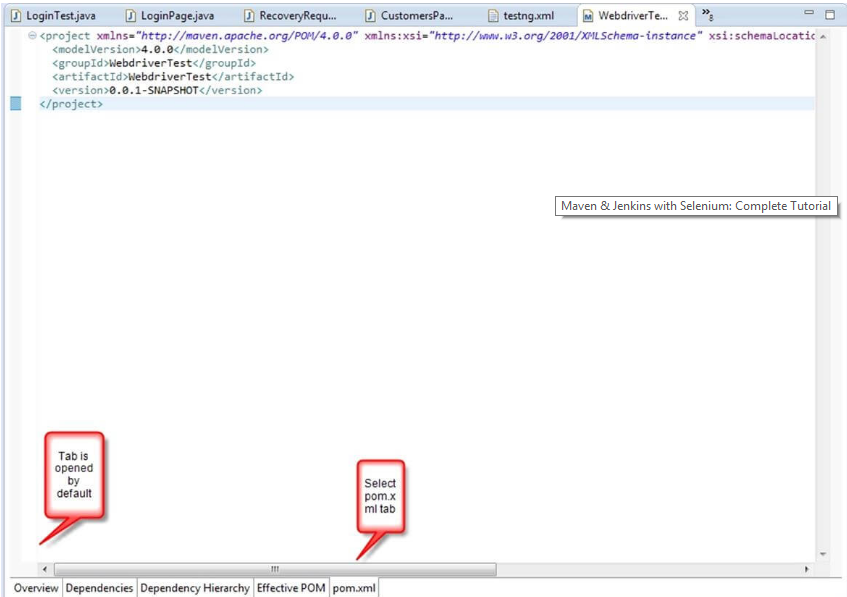 LoginTest.java LoginPage.java RecoveryRequ... CustomersPa... testng.xml WebdriverTe... »8
<project xmlns="http://maven.apache.org/POM/4.0.0" xmlns:xsi="http://www.w3.org/2001/XMLSchema-instance" xsi:schemaLocatio
<modelVersion>4.0.0</modelVersion>
<groupId>WebdriverTest</groupId>
<artifactId>WebdriverTest</artifactId>
<version>0.0.1-SNAPSHOT</version>
</project>
Maven & Jenkins with Selenium: Complete Tutorial
Tab is
opened
by
default
Select
pom.x
ml tab
Overview Dependencies Dependency Hierarchy Effective POM pom.xml